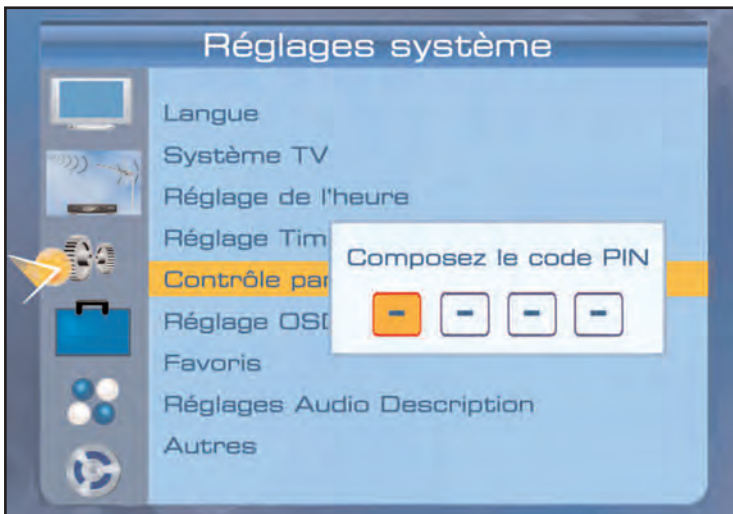 Réglages système
Langue
Système TV
Réglage de l'heure
Réglage Tim
Composez le code PIN
Contrôle par
- - - -
Réglage OSD
Favoris
Réglages Audio Description
Autres